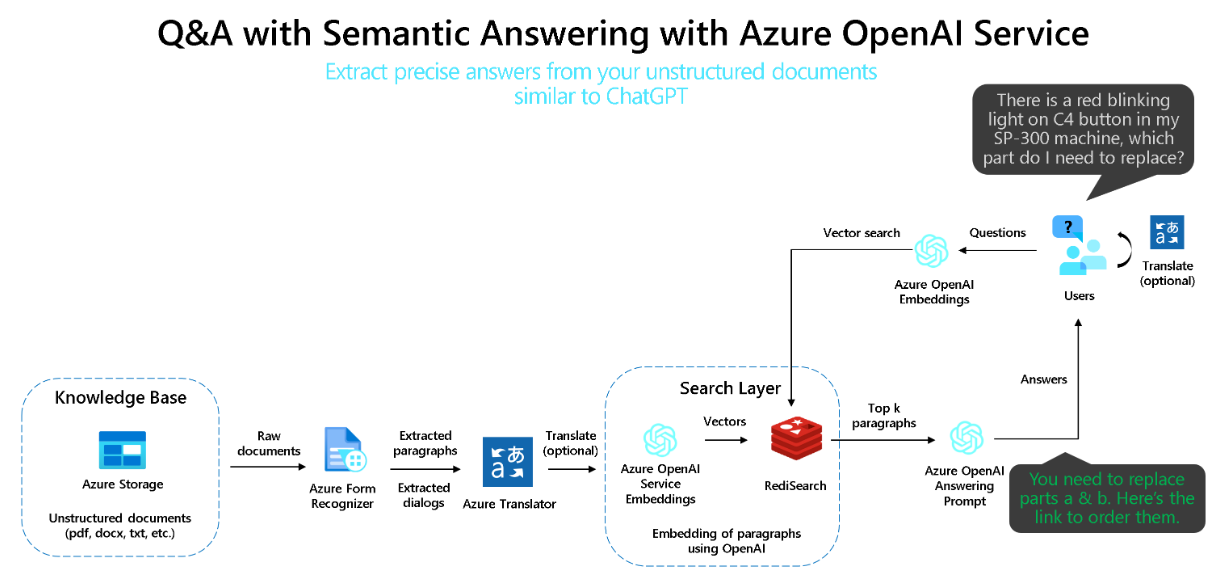 Q&A with Semantic Answering with Azure OpenAI Service
Extract precise answers from your unstructured documents
similar to ChatGPT
There is a red blinking
light on C4 button in my
SP-300 machine, which
part do I need to replace?
?
a あ
Translate
(optional)
Users
Questions
Azure OpenAI
Embeddings
Vector search
Knowledge Base
Azure Storage
Unstructured documents
(pdf, docx, txt, etc.)
Raw
documents
Azure Form
Recognizer
Extracted
paragraphs
Extracted
dialogs
a あ
Azure Translator
Translate
(optional)
Search Layer
Azure OpenAI
Service
Embeddings
Vectors
RediSearch
Embedding of paragraphs
using OpenAI
Top k
paragraphs
Azure OpenAI
Answering
Prompt
Answers
You need to replace
parts a & b. Here's the
link to order them.